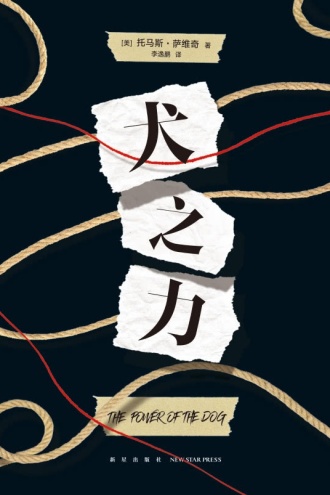 [美] 托马斯·萨维奇 著
李逸鹏 译
犬
之
力
THE POWER OF THE DOG
新星出版社 NEW STAR PRESS